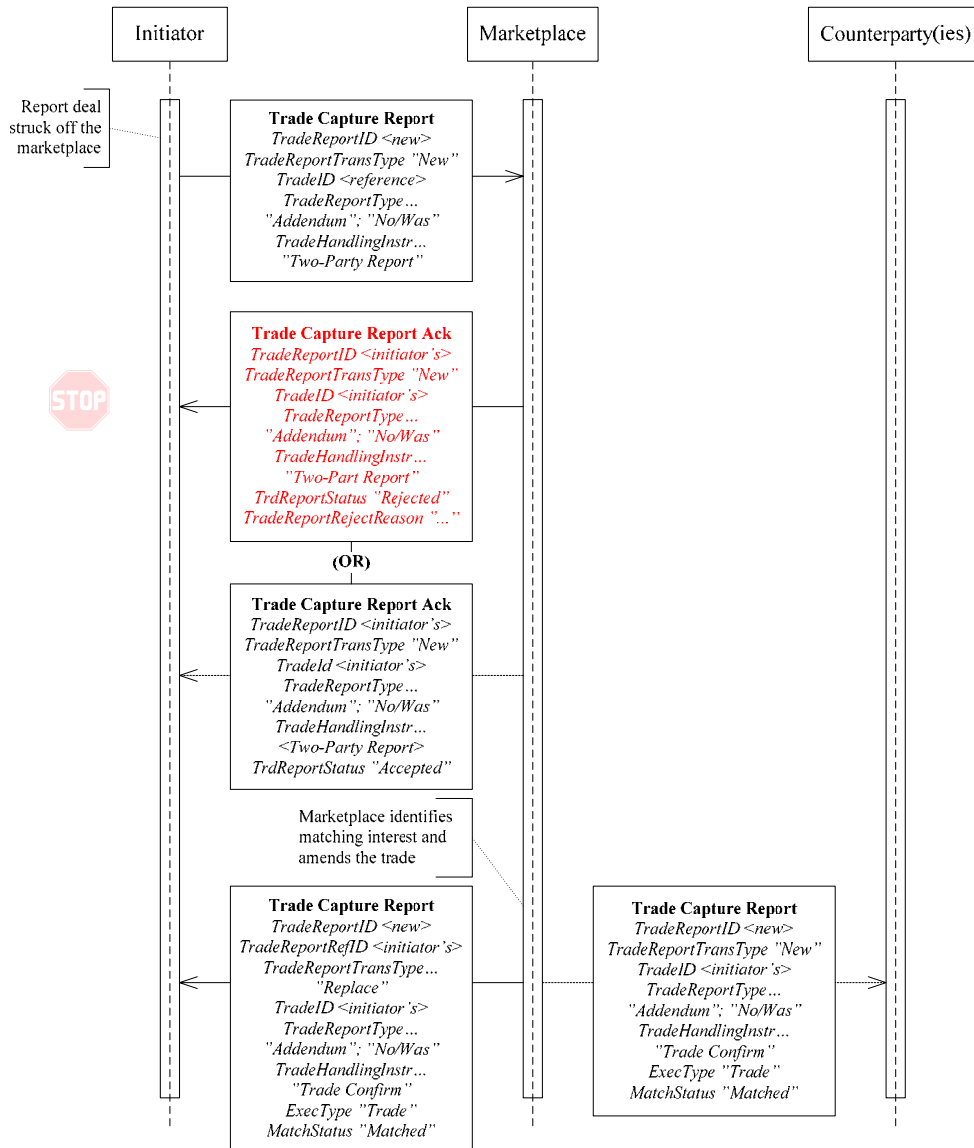 Initiator
Marketplace
Counterparty(ies)
Report deal
struck off the
marketplace
Trade Capture Report
TradeReportID <new>
TradeReportTransType ”New”
TradeID <reference>
TradeReportType…
”Addendum”; ”No/Was”
TradeHandlingInstr…
”Two-Party Report”
STOP
Trade Capture Report Ack
TradeReportID <initiator’s>
TradeReportTransType ”New”
TradeID <initiator’s>
TradeReportType…
”Addendum”; ”No/Was”
TradeHandlingInstr…
”Two-Part Report”
TrdReportStatus ”Rejected”
TradeReportRejectReason ”…”
(OR)
Trade Capture Report Ack
TradeReportID <initiator’s>
TradeReportTransType ”New”
TradeId <initiator’s>
TradeReportType…
”Addendum”; ”No/Was”
TradeHandlingInstr…
<Two-Party Report>
TrdReportStatus ”Accepted”
Marketplace identifies
matching interest and
amends the trade
Trade Capture Report
TradeReportID <new>
TradeReportRefID <initiator’s>
TradeReportTransType…
”Replace”
TradeID <initiator’s>
TradeReportType…
”Addendum”; ”No/Was”
TradeHandlingInstr…
”Trade Confirm”
ExecType ”Trade”
MatchStatus ”Matched”
Trade Capture Report
TradeReportID <new>
TradeReportTransType ”New”
TradeID <initiator’s>
TradeReportType…
”Addendum”; ”No/Was”
TradeHandlingInstr…
”Trade Confirm”
ExecType ”Trade”
MatchStatus ”Matched”